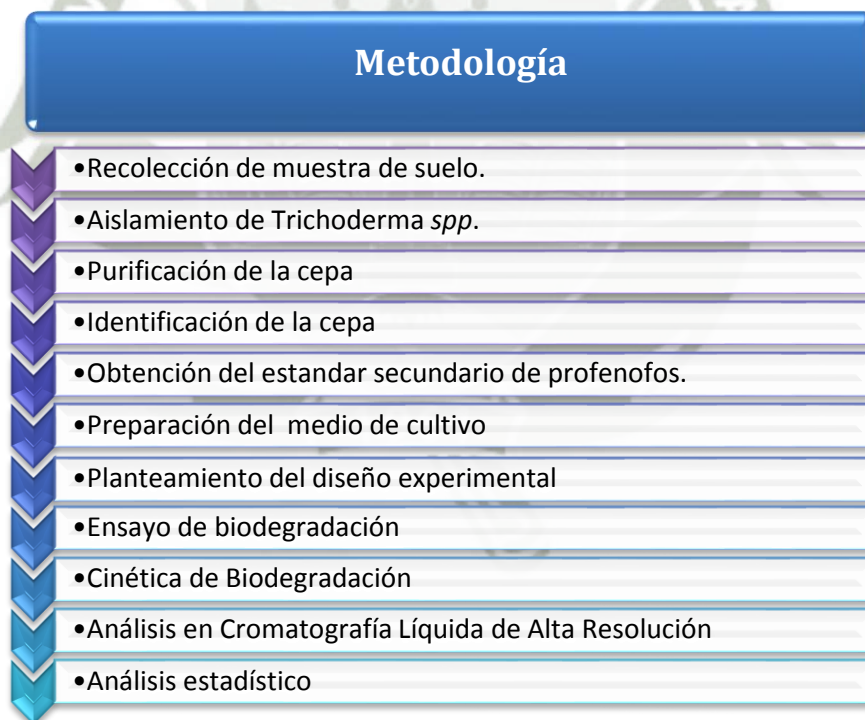 Metodología
•Recolección de muestra de suelo.
•Aislamiento de Trichoderma spp.
•Purificación de la cepa
•Identificación de la cepa
•Obtención del estandar secundario de profenofos.
•Preparación del  medio de cultivo
•Planteamiento del diseño experimental
•Ensayo de biodegradación
•Cinética de Biodegradación
•Análisis en Cromatografía Líquida de Alta Resolución
•Análisis estadístico